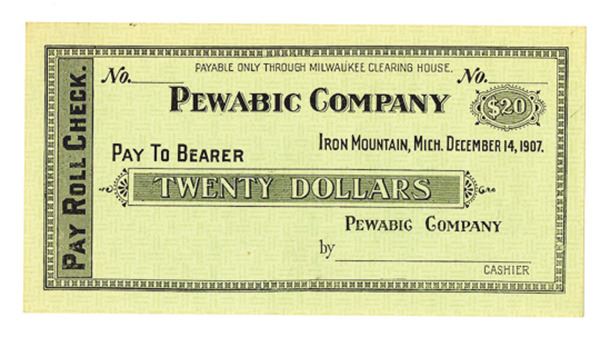 PAY ROLL CHECK.
PAYABLE ONLY THROUGH MILWAUKEE CLEARING HOUSE.
No. No.
PEWABIC COMPANY
$20
IRON MOUNTAIN, MICH. DECEMBER 14, 1907.
PAY TO BEARER
TWENTY DOLLARS
PEWABIC COMPANY
by
CASHIER